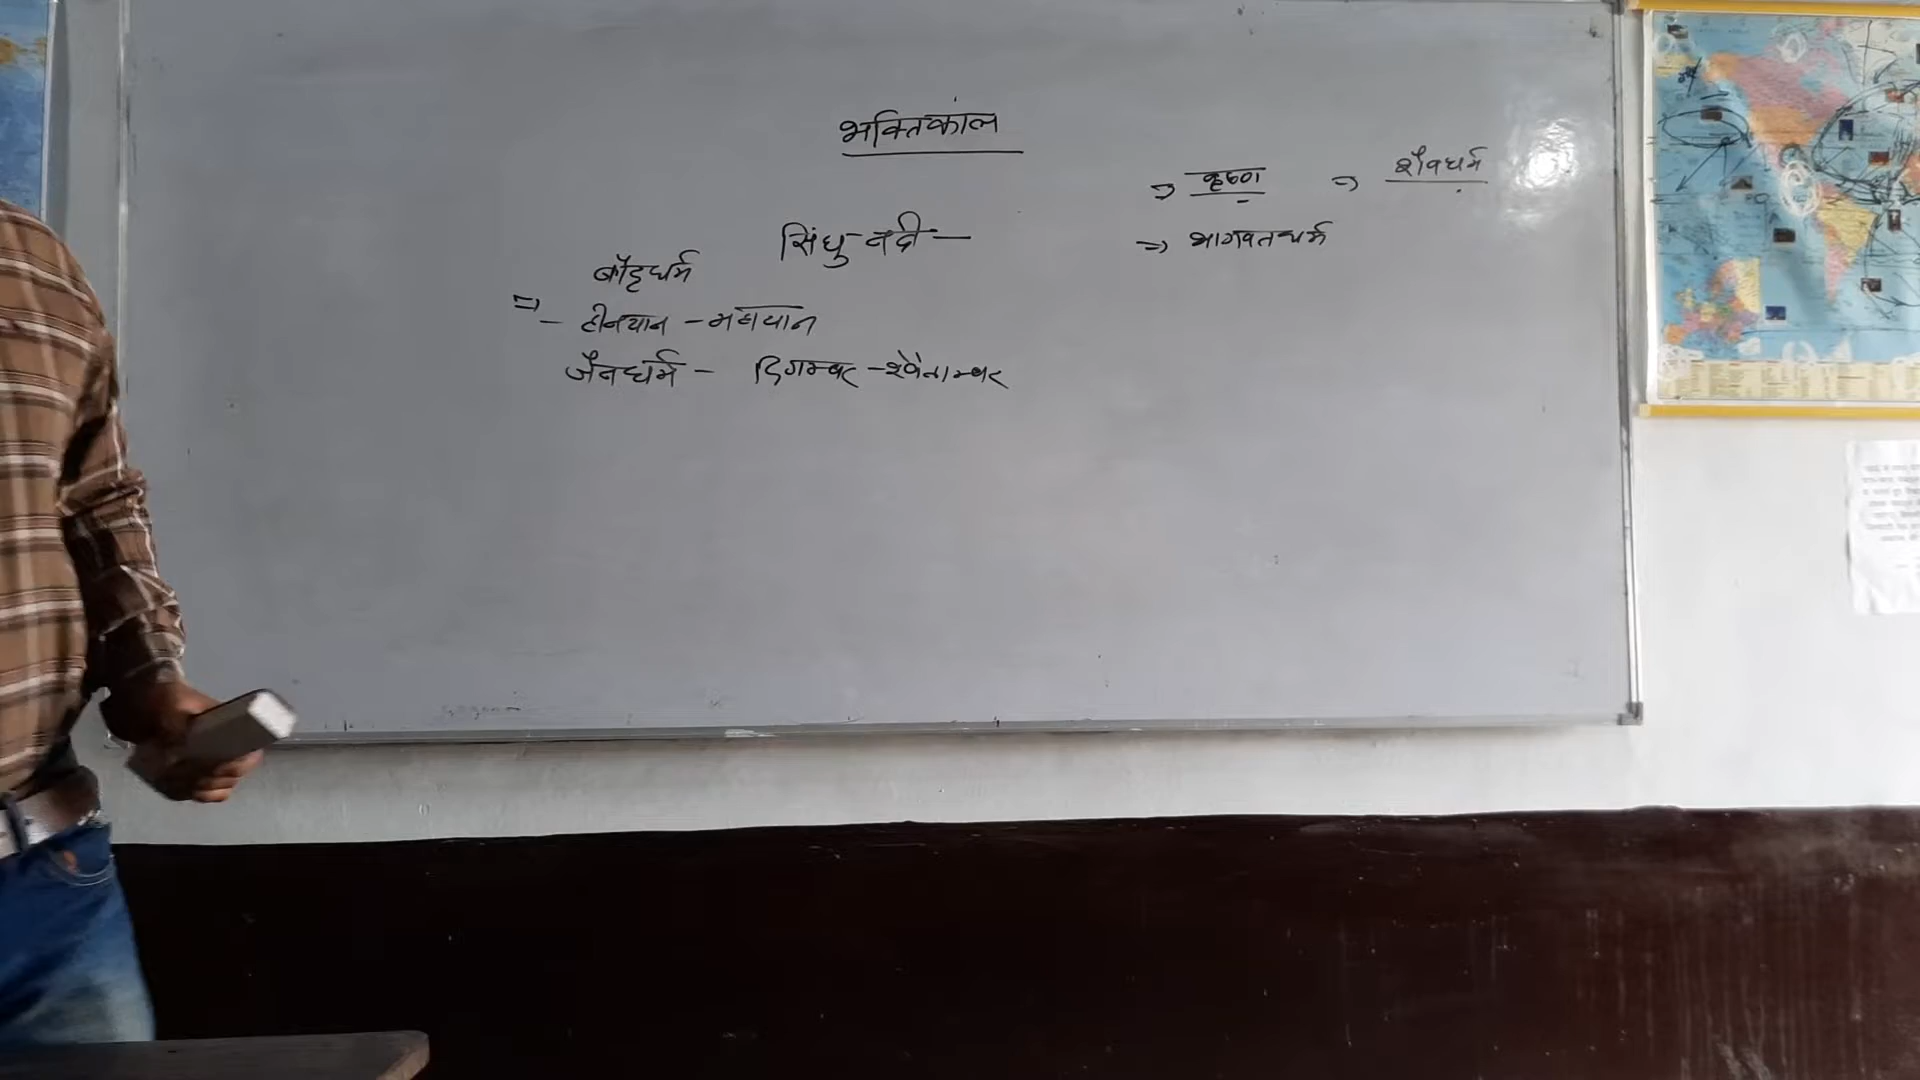 भक्तिकाल
⇒ कृष्ण ⇒ शैवधर्म
सिंधु नदी –
⇒ भागवतधर्म
बौद्धधर्म
⇒ – हीनयान – महायान
जैनधर्म – दिगम्बर – श्वेताम्बर